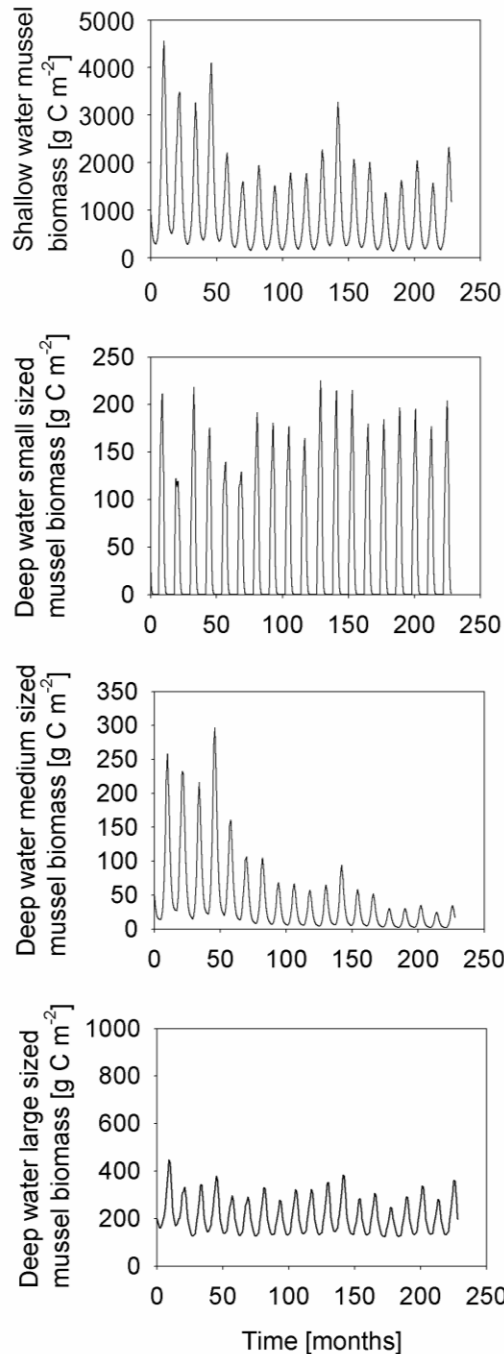 Shallow water mussel
biomass [g C m⁻²]
5000
4000
3000
2000
1000
0
0 50 100 150 200 250
Deep water small sized
mussel biomass [g C m⁻²]
250
200
150
100
50
0
0 50 100 150 200 250
Deep water medium sized
mussel biomass [g C m⁻²]
350
300
250
200
150
100
50
0
0 50 100 150 200 250
Deep water large sized
mussel biomass [g C m⁻²]
1000
800
600
400
200
0
0 50 100 150 200 250
Time [months]